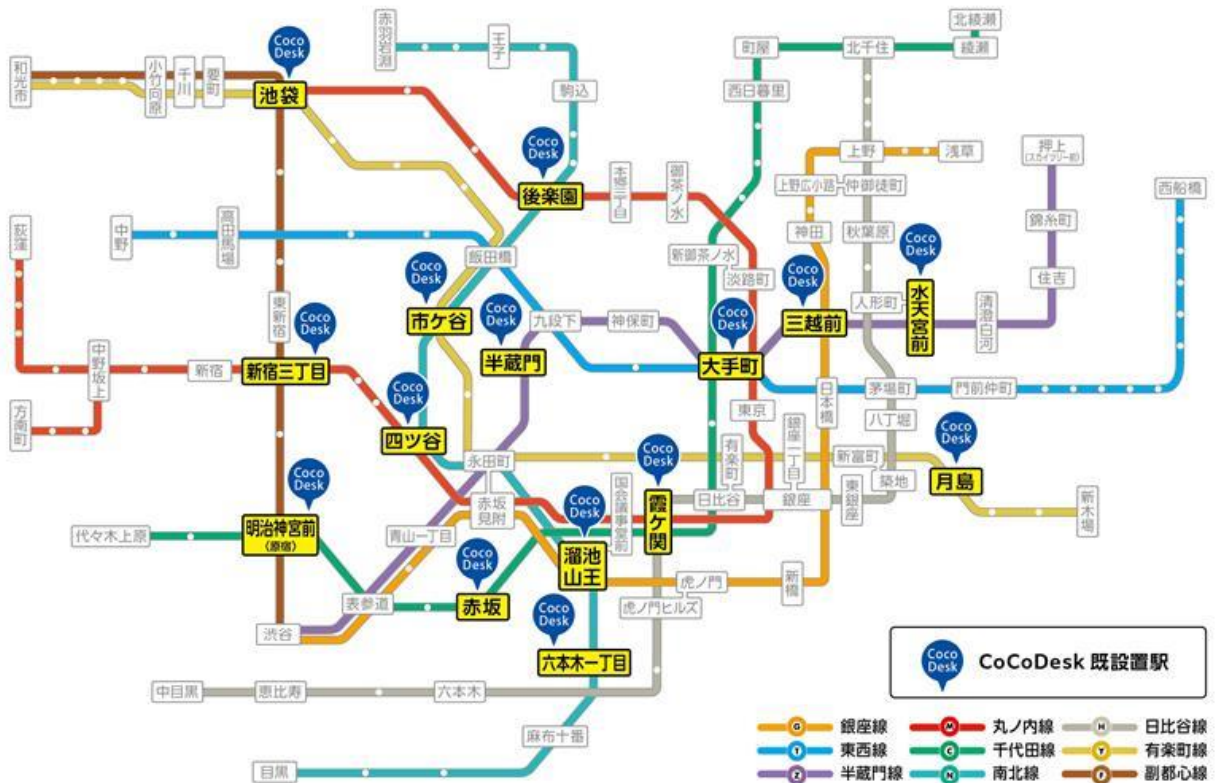 Coco
Desk
赤羽岩淵
王子
北綾瀬
町屋
北千住
綾瀬
和光市
小竹向原
千川
要町
池袋
駒込
西日暮里
Coco
Desk
上野
浅草
押上
(スカイツリー前)
後楽園
本郷三丁目
御茶ノ水
上野広小路
仲御徒町
西船橋
荻窪
中野
高田馬場
神田
錦糸町
飯田橋
新御茶ノ水
秋葉原
Coco
Desk
淡路町
住吉
Coco
Desk
Coco
Desk
人形町
水天宮前
東新宿
Coco
Desk
市ケ谷
Coco
Desk
九段下
神保町
Coco
Desk
三越前
清澄白河
中野坂上
新宿
新宿三丁目
半蔵門
大手町
日本橋
茅場町
門前仲町
方南町
Coco
Desk
四ツ谷
東京
八丁堀
永田町
Coco
Desk
有楽町
銀座一丁目
新富町
Coco
Desk
月島
築地
Coco
Desk
赤坂見附
国会議事堂前
霞ケ関
日比谷
銀座
東銀座
新木場
代々木上原
明治神宮前
(原宿)
青山一丁目
Coco
Desk
溜池
山王
Coco
Desk
虎ノ門
新橋
表参道
赤坂
虎ノ門ヒルズ
渋谷
Coco
Desk
六本木一丁目
中目黒
恵比寿
六本木
麻布十番
目黒
Coco
Desk
CoCoDesk 既設置駅
G 銀座線
M 丸ノ内線
H 日比谷線
T 東西線
C 千代田線
Y 有楽町線
Z 半蔵門線
N 南北線
F 副都心線